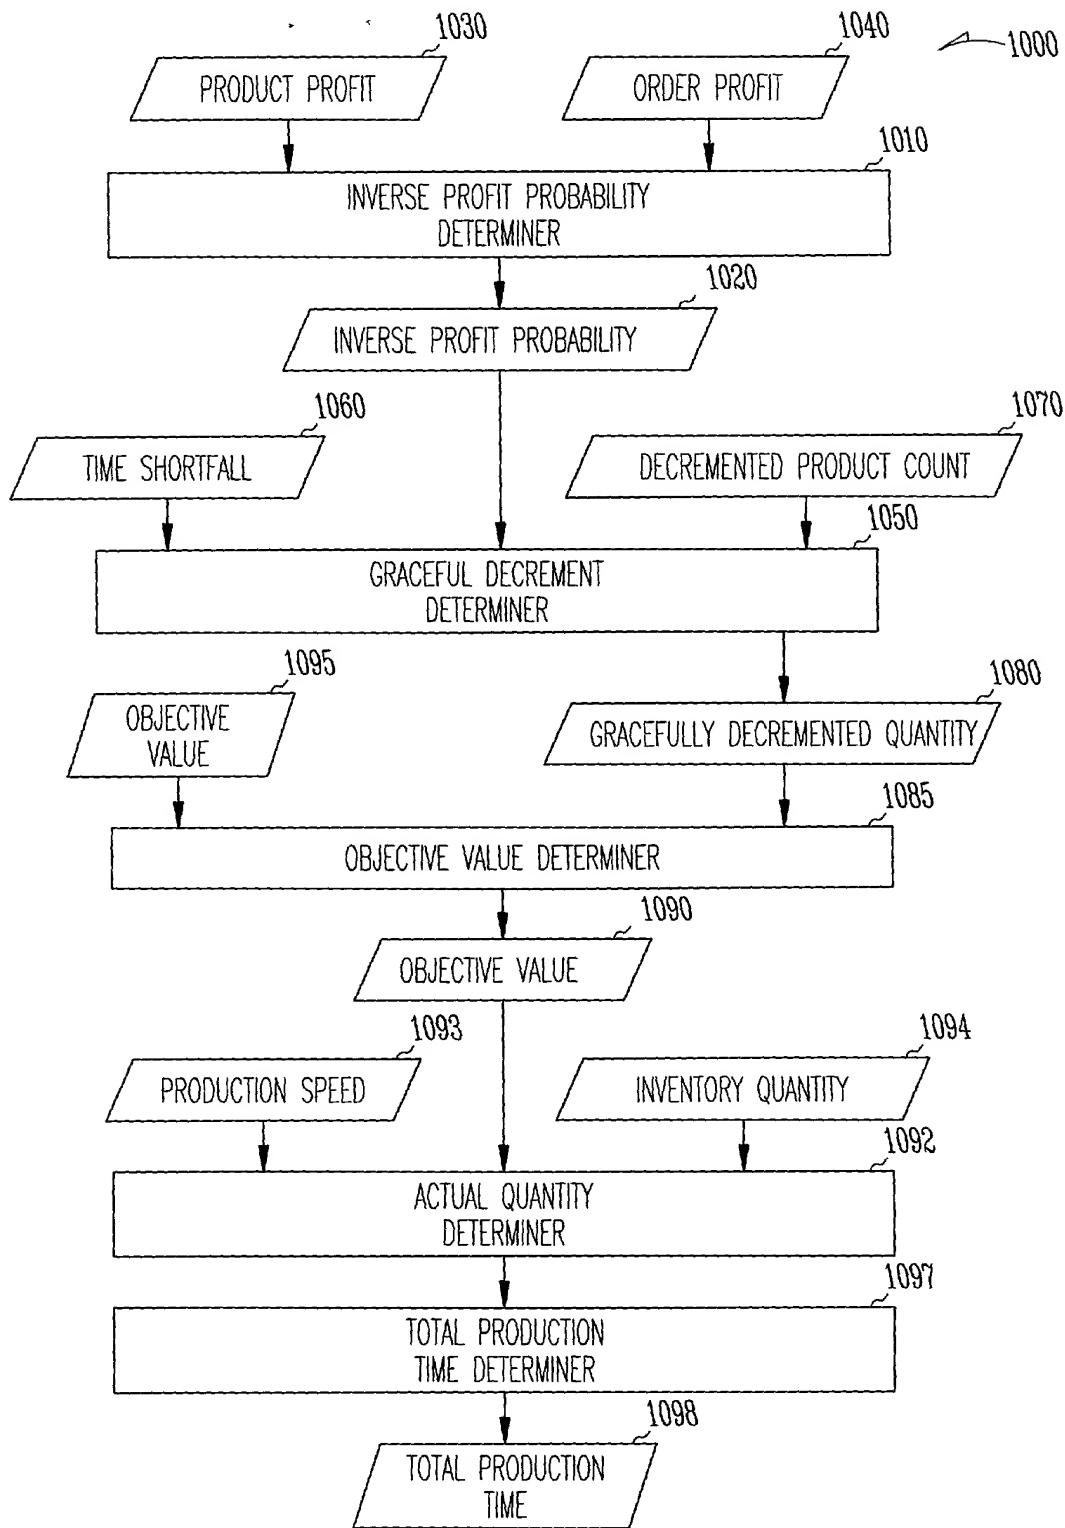 1030
1040
1000
PRODUCT PROFIT
ORDER PROFIT
1010
INVERSE PROFIT PROBABILITY
DETERMINER
1020
INVERSE PROFIT PROBABILITY
1060
1070
TIME SHORTFALL
DECREMENTED PRODUCT COUNT
1050
GRACEFUL DECREMENT
DETERMINER
1095
1080
OBJECTIVE
VALUE
GRACEFULLY DECREMENTED QUANTITY
1085
OBJECTIVE VALUE DETERMINER
1090
OBJECTIVE VALUE
1093
1094
PRODUCTION SPEED
INVENTORY QUANTITY
1092
ACTUAL QUANTITY
DETERMINER
1097
TOTAL PRODUCTION
TIME DETERMINER
1098
TOTAL PRODUCTION
TIME